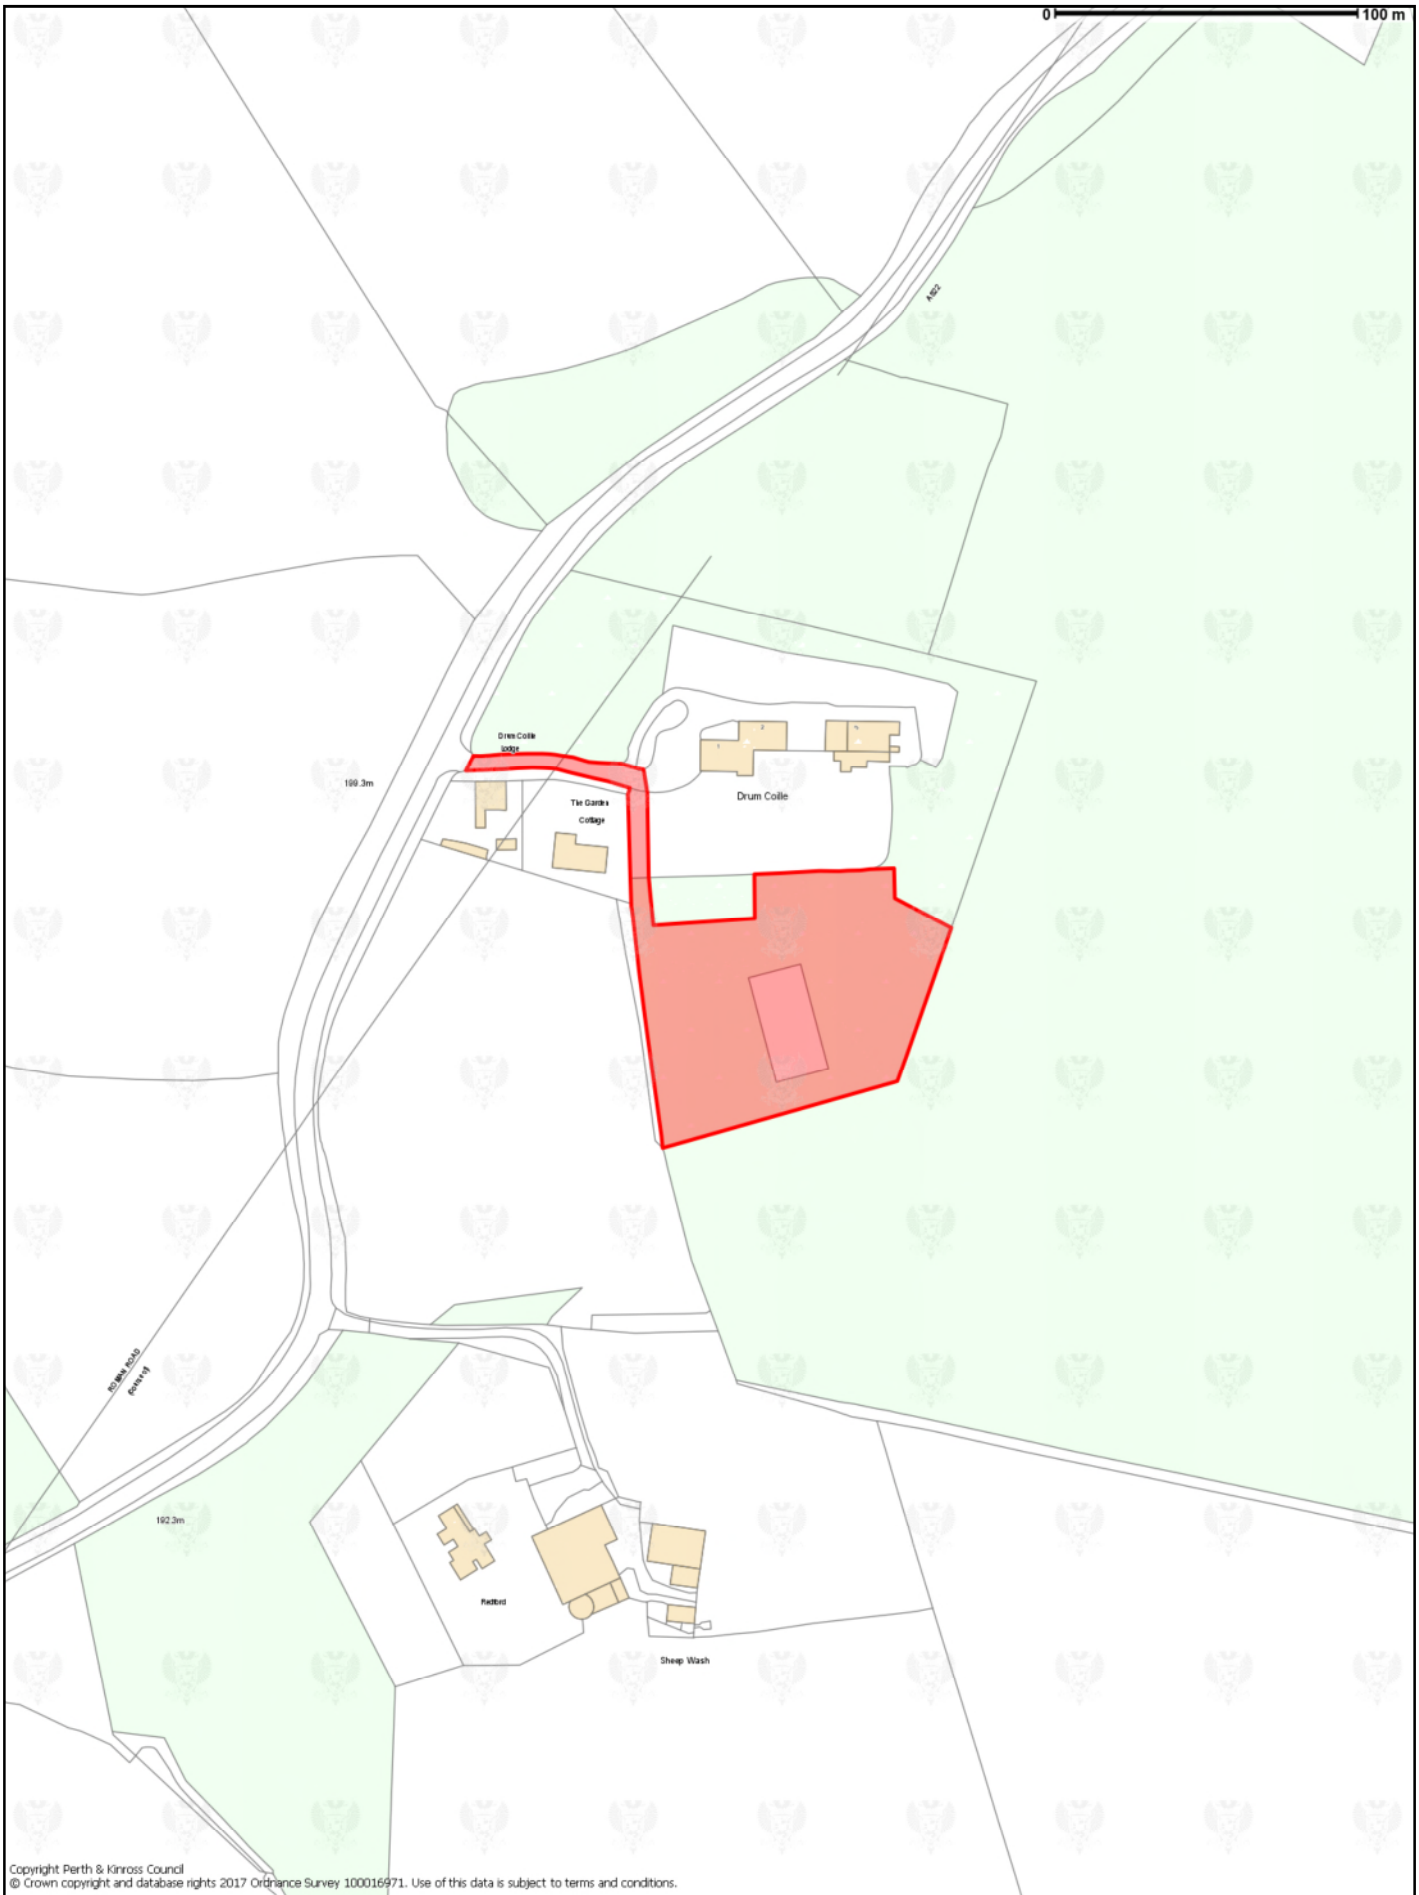 0 100 m
A822
Drum Coille
Lodge
199.3m
The Garden
Cottage
1
2
Drum Coille
ROMAN ROAD
192.3m
Redford
Sheep Wash
Copyright Perth & Kinross Council
© Crown copyright and database rights 2017 Ordnance Survey 100016971. Use of this data is subject to terms and conditions.